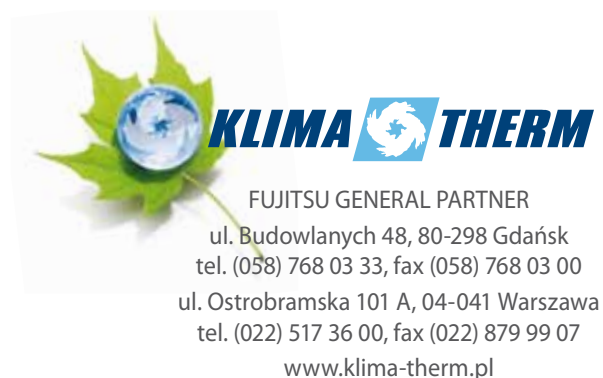 KLIMA THERM
FUJITSU GENERAL PARTNER
ul. Budowlanych 48, 80-298 Gdańsk
tel. (058) 768 03 33, fax (058) 768 03 00
ul. Ostrobramska 101 A, 04-041 Warszawa
tel. (022) 517 36 00, fax (022) 879 99 07
www.klima-therm.pl